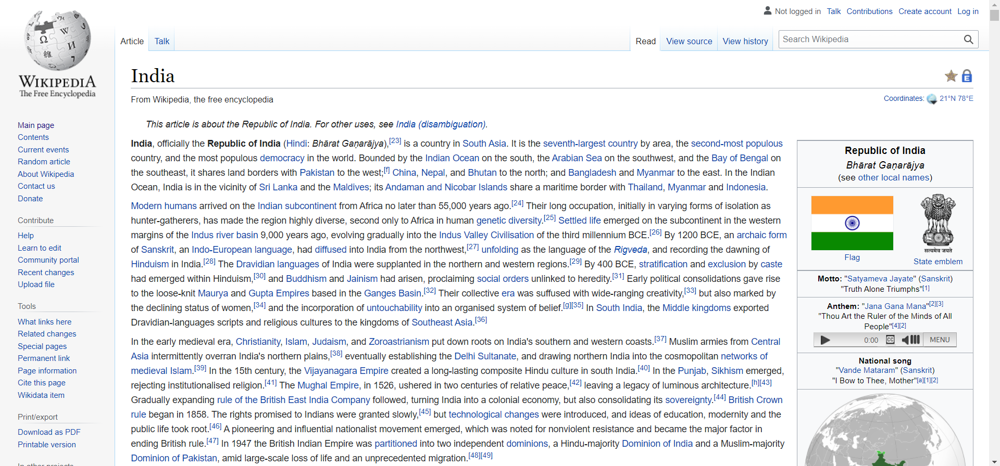 Not logged in Talk Contributions Create account Log in
Article Talk Read View source View history Search Wikipedia
WIKIPEDIA
The Free Encyclopedia
Main page
Contents
Current events
Random article
About Wikipedia
Contact us
Donate
Contribute
Help
Learn to edit
Community portal
Recent changes
Upload file
Tools
What links here
Related changes
Special pages
Permanent link
Page information
Cite this page
Wikidata item
Print/export
Download as PDF
Printable version
In other projects
India
From Wikipedia, the free encyclopedia
Coordinates: 21°N 78°E
This article is about the Republic of India. For other uses, see India (disambiguation).
India, officially the Republic of India (Hindi: Bhārat Gaṇarājya),[23] is a country in South Asia. It is the seventh-largest country by area, the second-most populous
country, and the most populous democracy in the world. Bounded by the Indian Ocean on the south, the Arabian Sea on the southwest, and the Bay of Bengal on
the southeast, it shares land borders with Pakistan to the west;[f] China, Nepal, and Bhutan to the north; and Bangladesh and Myanmar to the east. In the Indian
Ocean, India is in the vicinity of Sri Lanka and the Maldives; its Andaman and Nicobar Islands share a maritime border with Thailand, Myanmar and Indonesia.
Modern humans arrived on the Indian subcontinent from Africa no later than 55,000 years ago.[24] Their long occupation, initially in varying forms of isolation as
hunter-gatherers, has made the region highly diverse, second only to Africa in human genetic diversity.[25] Settled life emerged on the subcontinent in the western
margins of the Indus river basin 9,000 years ago, evolving gradually into the Indus Valley Civilisation of the third millennium BCE.[26] By 1200 BCE, an archaic form
of Sanskrit, an Indo-European language, had diffused into India from the northwest,[27] unfolding as the language of the Rigveda, and recording the dawning of
Hinduism in India.[28] The Dravidian languages of India were supplanted in the northern and western regions.[29] By 400 BCE, stratification and exclusion by caste
had emerged within Hinduism,[30] and Buddhism and Jainism had arisen, proclaiming social orders unlinked to heredity.[31] Early political consolidations gave rise
to the loose-knit Maurya and Gupta Empires based in the Ganges Basin.[32] Their collective era was suffused with wide-ranging creativity,[33] but also marked by
the declining status of women,[34] and the incorporation of untouchability into an organised system of belief.[g][35] In South India, the Middle kingdoms exported
Dravidian-languages scripts and religious cultures to the kingdoms of Southeast Asia.[36]
In the early medieval era, Christianity, Islam, Judaism, and Zoroastrianism put down roots on India's southern and western coasts.[37] Muslim armies from Central
Asia intermittently overran India's northern plains,[38] eventually establishing the Delhi Sultanate, and drawing northern India into the cosmopolitan networks of
medieval Islam.[39] In the 15th century, the Vijayanagara Empire created a long-lasting composite Hindu culture in south India.[40] In the Punjab, Sikhism emerged,
rejecting institutionalised religion.[41] The Mughal Empire, in 1526, ushered in two centuries of relative peace,[42] leaving a legacy of luminous architecture.[h][43]
Gradually expanding rule of the British East India Company followed, turning India into a colonial economy, but also consolidating its sovereignty.[44] British Crown
rule began in 1858. The rights promised to Indians were granted slowly,[45] but technological changes were introduced, and ideas of education, modernity and the
public life took root.[46] A pioneering and influential nationalist movement emerged, which was noted for nonviolent resistance and became the major factor in
ending British rule.[47] In 1947 the British Indian Empire was partitioned into two independent dominions, a Hindu-majority Dominion of India and a Muslim-majority
Dominion of Pakistan, amid large-scale loss of life and an unprecedented migration.[48][49]
Republic of India
Bhārat Gaṇarājya
(see other local names)
सत्यमेव जयते
Flag
State emblem
Motto: "Satyameva Jayate" (Sanskrit)
"Truth Alone Triumphs"[1]
Anthem: "Jana Gana Mana"[2][3]
"Thou Art the Ruler of the Minds of All
People"[4][2]
0:00 CC MENU
National song
"Vande Mataram" (Sanskrit)
"I Bow to Thee, Mother"[a][1][2]